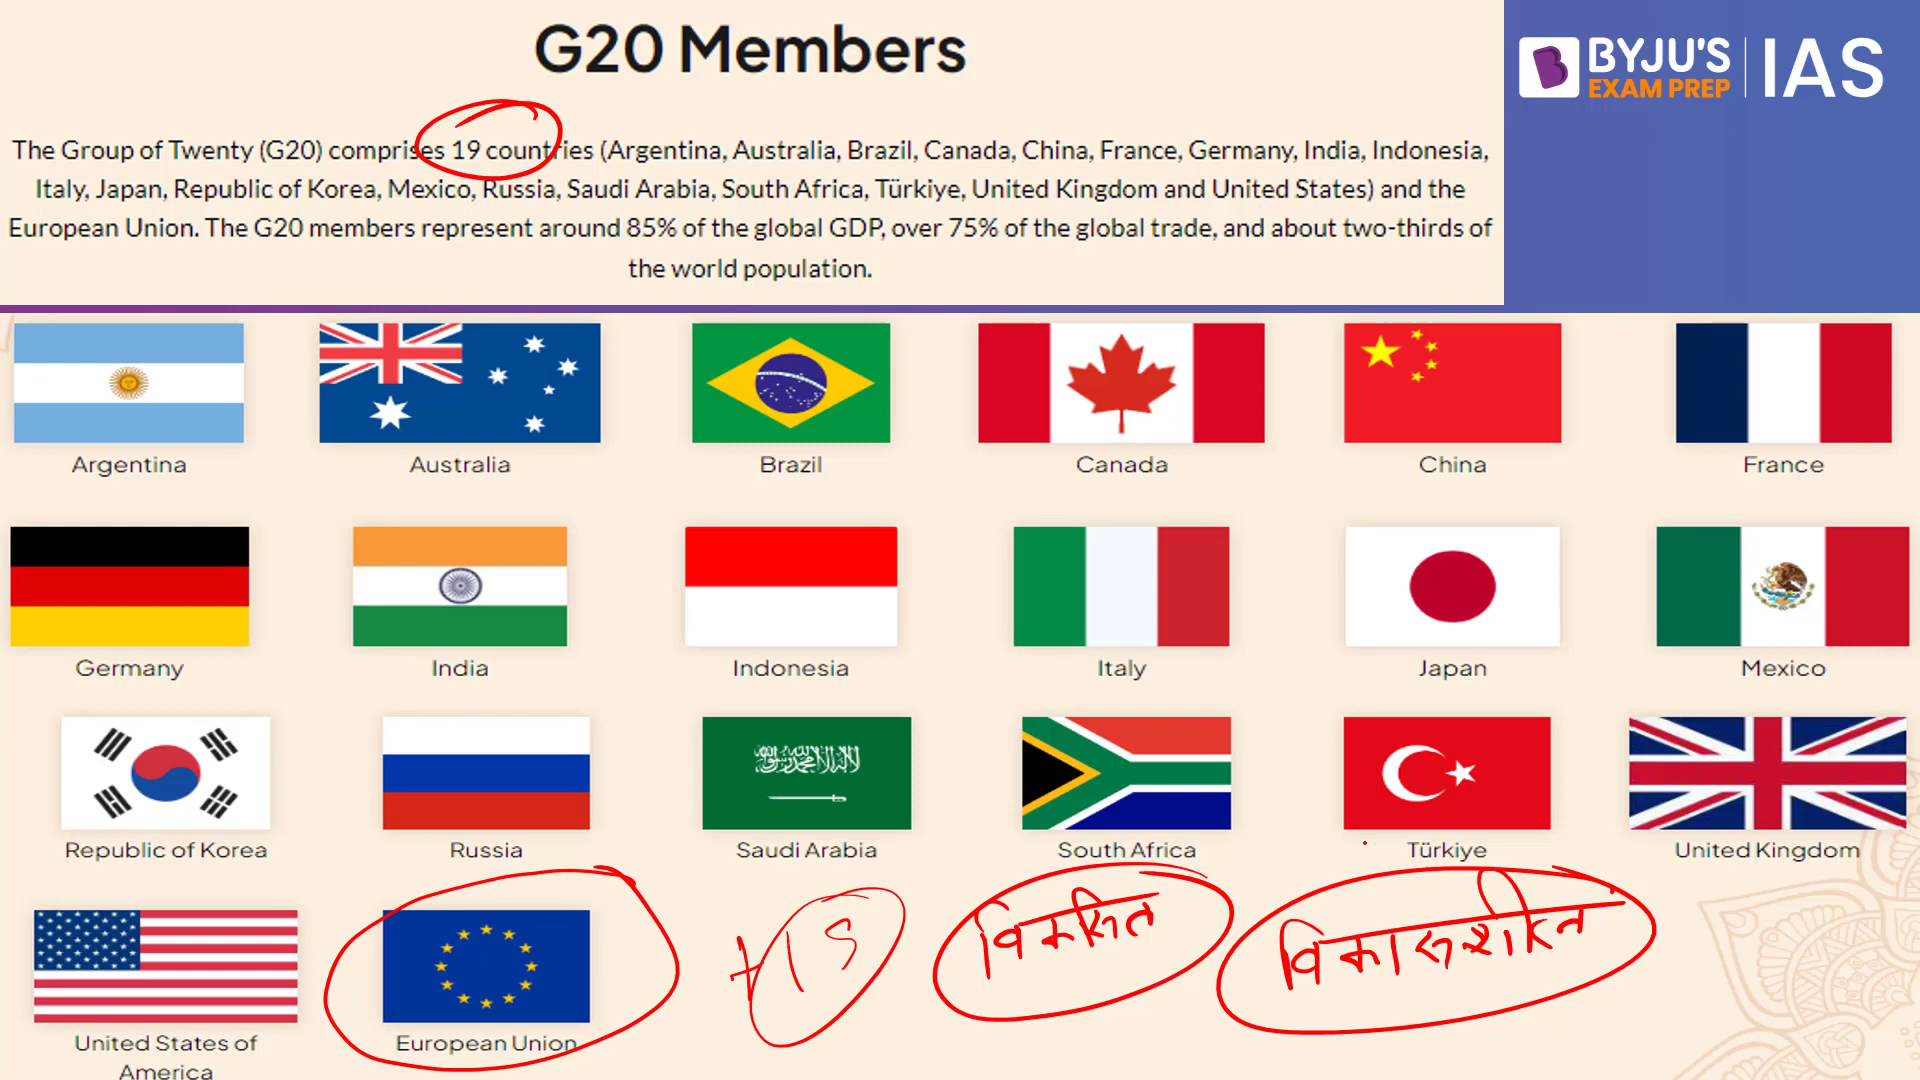 G20 Members
BYJU'S
EXAM PREP
IAS
The Group of Twenty (G20) comprises 19 countries (Argentina, Australia, Brazil, Canada, China, France, Germany, India, Indonesia,
Italy, Japan, Republic of Korea, Mexico, Russia, Saudi Arabia, South Africa, Türkiye, United Kingdom and United States) and the
European Union. The G20 members represent around 85% of the global GDP, over 75% of the global trade, and about two-thirds of
the world population.
Argentina
Australia
Brazil
Canada
China
France
Germany
India
Indonesia
Italy
Japan
Mexico
Republic of Korea
Russia
Saudi Arabia
South Africa
Türkiye
United Kingdom
United States of
America
European Union
विकसित
विकासशील